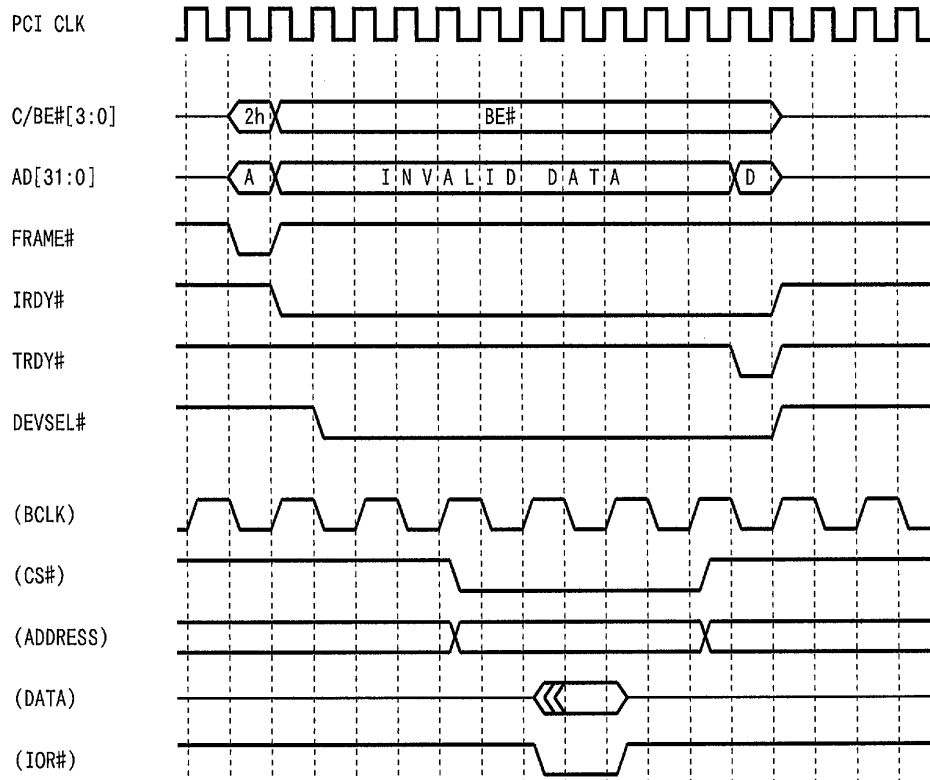 PCI CLK
C/BE#[3:0]
2h
BE#
AD[31:0]
A
INVALID DATA
D
FRAME#
IRDY#
TRDY#
DEVSEL#
(BCLK)
(CS#)
(ADDRESS)
(DATA)
(IOR#)